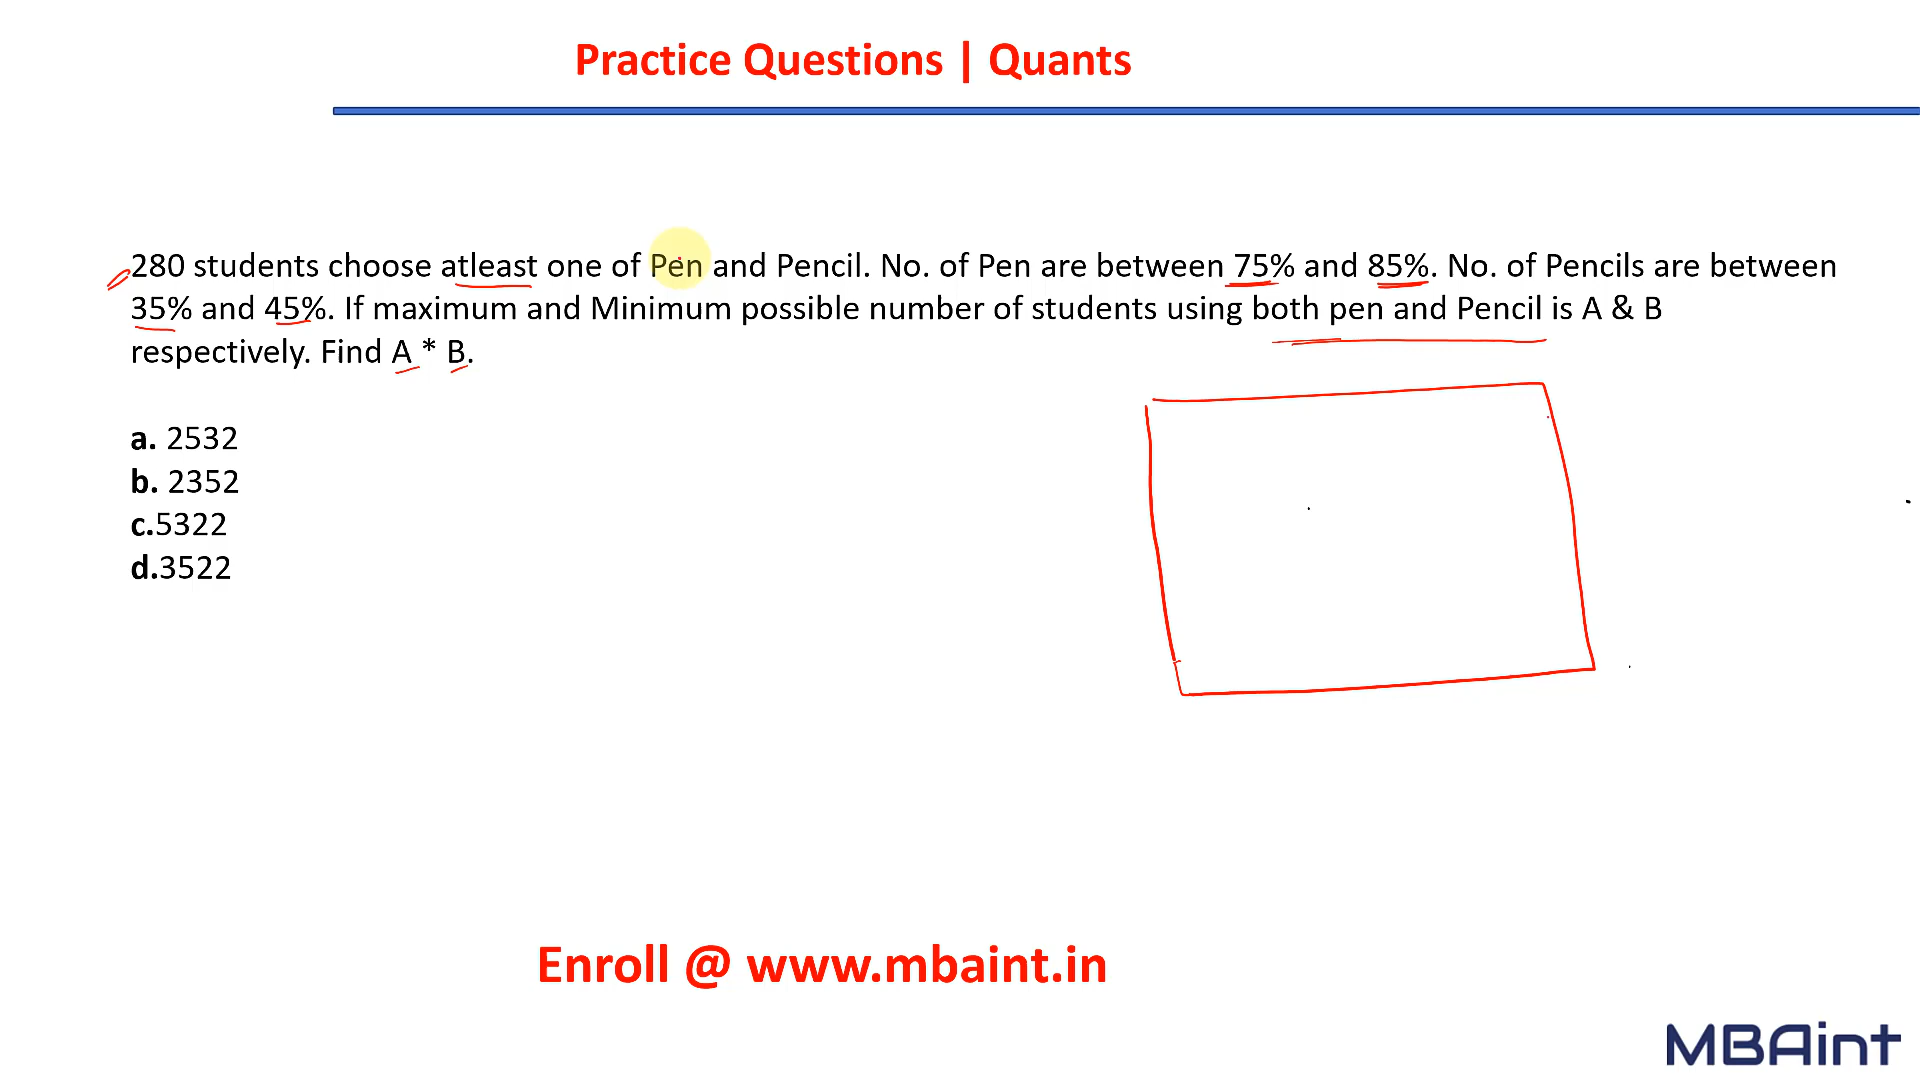 Practice Questions | Quants
280 students choose atleast one of Pen and Pencil. No. of Pen are between 75% and 85%. No. of Pencils are between
35% and 45%. If maximum and Minimum possible number of students using both pen and Pencil is A & B
respectively. Find A * B.
a. 2532
b. 2352
c.5322
d.3522
Enroll @ www.mbaint.in
MBAint